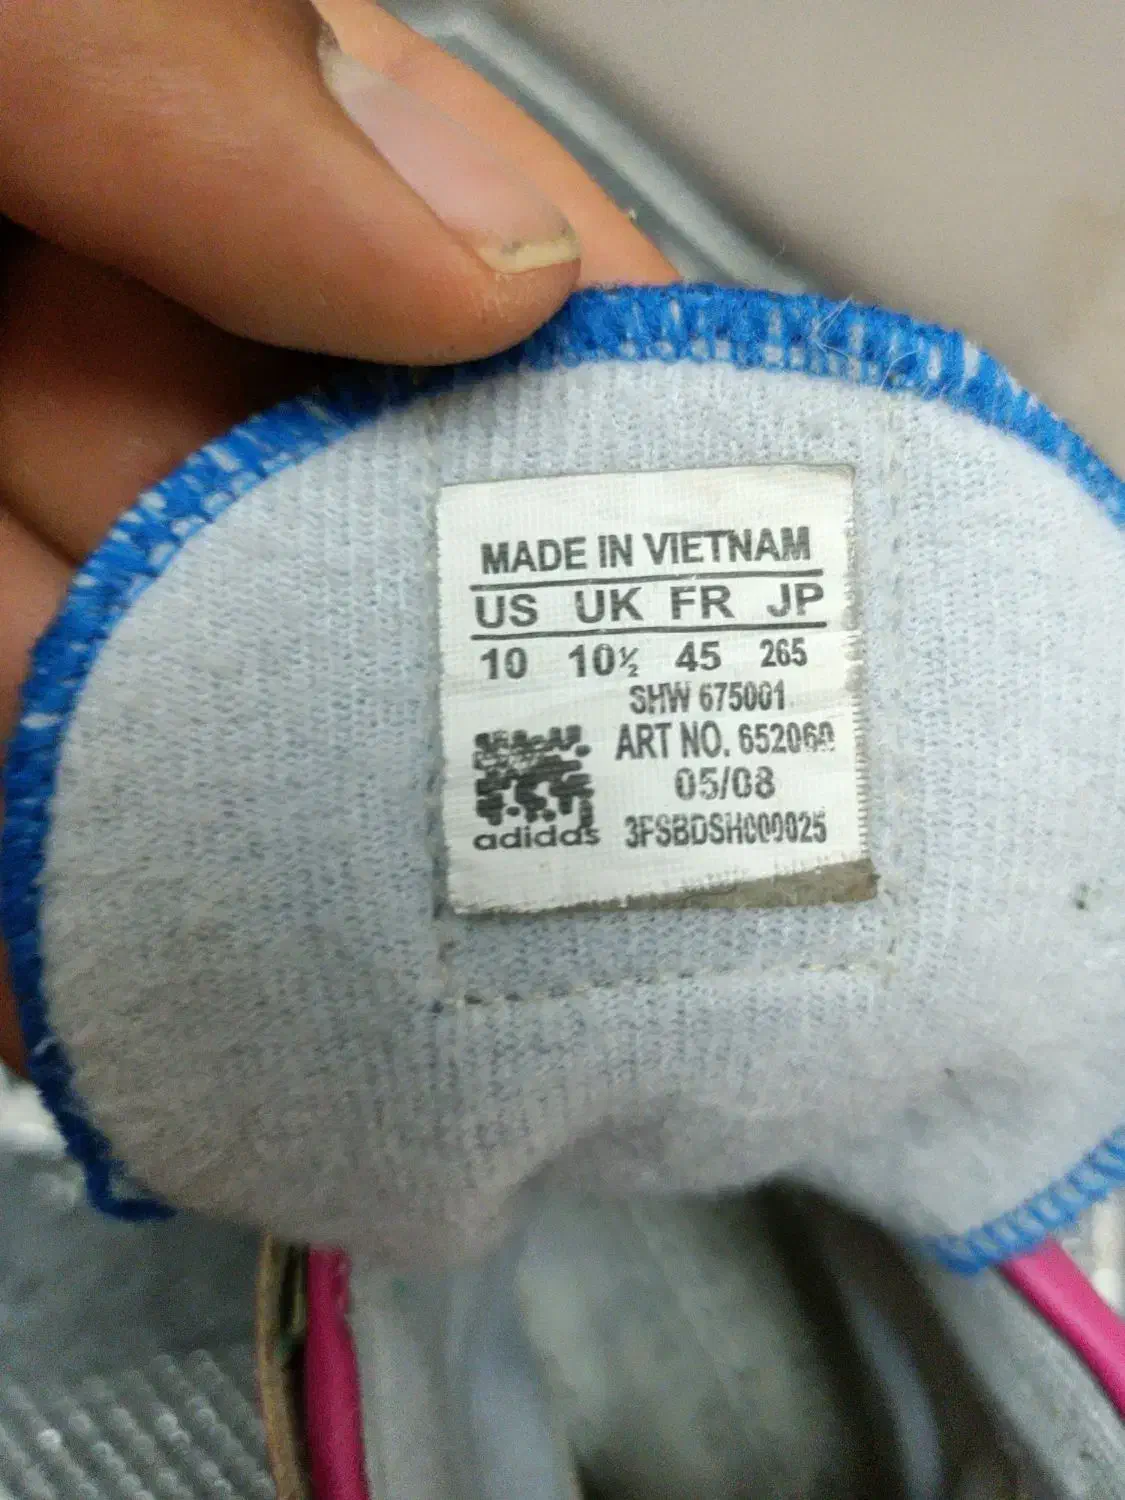 MADE IN VIETNAM
US UK FR JP
10 10½ 45 265
SHW 675001
ART NO. 652060
05/08
adidas 3FSBDSH000025